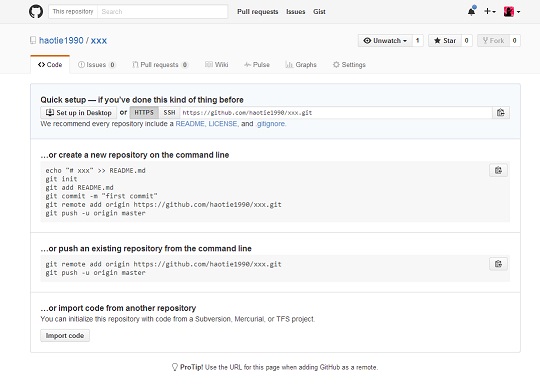 This repository Search Pull requests Issues Gist
haotie1990 / xxx Unwatch 1 Star 0 Fork 0
Code Issues 0 Pull requests 0 Wiki Pulse Graphs Settings
Quick setup — if you've done this kind of thing before
Set up in Desktop or HTTPS SSH https://github.com/haotie1990/xxx.git
We recommend every repository include a README, LICENSE, and .gitignore.
…or create a new repository on the command line
echo "# xxx" >> README.md
git init
git add README.md
git commit -m "first commit"
git remote add origin https://github.com/haotie1990/xxx.git
git push -u origin master
…or push an existing repository from the command line
git remote add origin https://github.com/haotie1990/xxx.git
git push -u origin master
…or import code from another repository
You can initialize this repository with code from a Subversion, Mercurial, or TFS project.
Import code
ProTip! Use the URL for this page when adding GitHub as a remote.